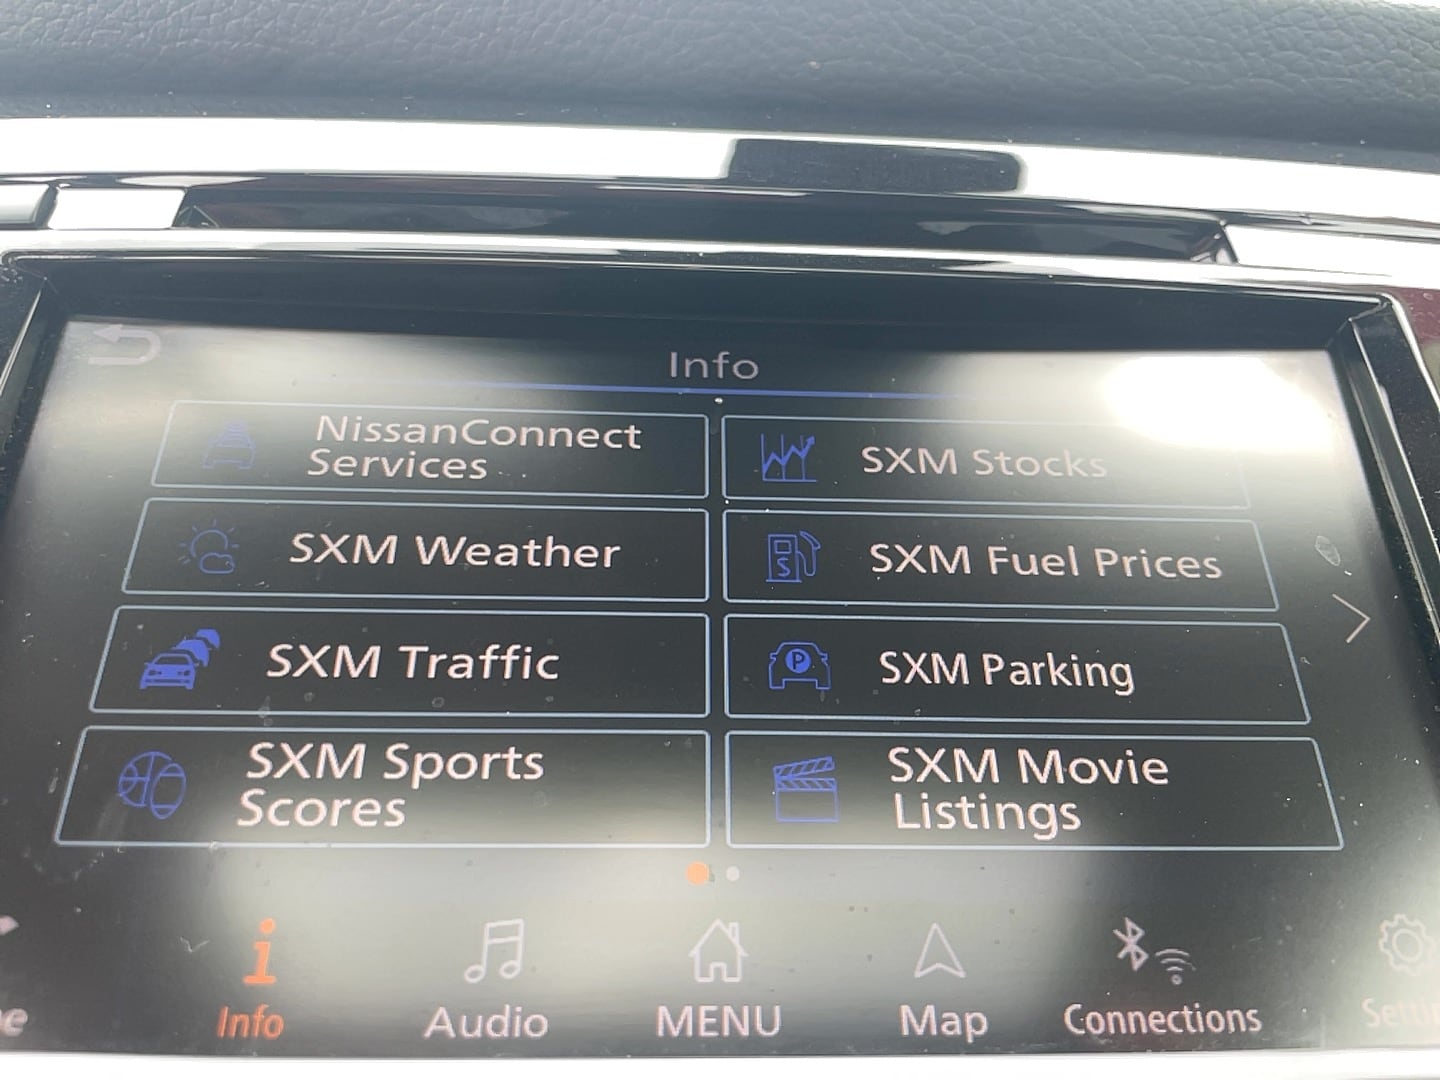 Info
NissanConnect
Services
SXM Stocks
SXM Weather
SXM Fuel Prices
SXM Traffic
P
SXM Parking
SXM Sports
Scores
SXM Movie
Listings
Info
Audio
MENU
Map
Connections